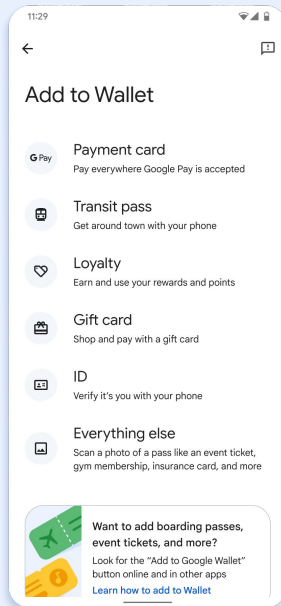 11:29
Add to Wallet
G Pay
Payment card
Pay everywhere Google Pay is accepted
Transit pass
Get around town with your phone
Loyalty
Earn and use your rewards and points
Gift card
Shop and pay with a gift card
ID
Verify it's you with your phone
Everything else
Scan a photo of a pass like an event ticket,
gym membership, insurance card, and more
Want to add boarding passes,
event tickets, and more?
Look for the “Add to Google Wallet”
button online and in other apps
Learn how to add to Wallet